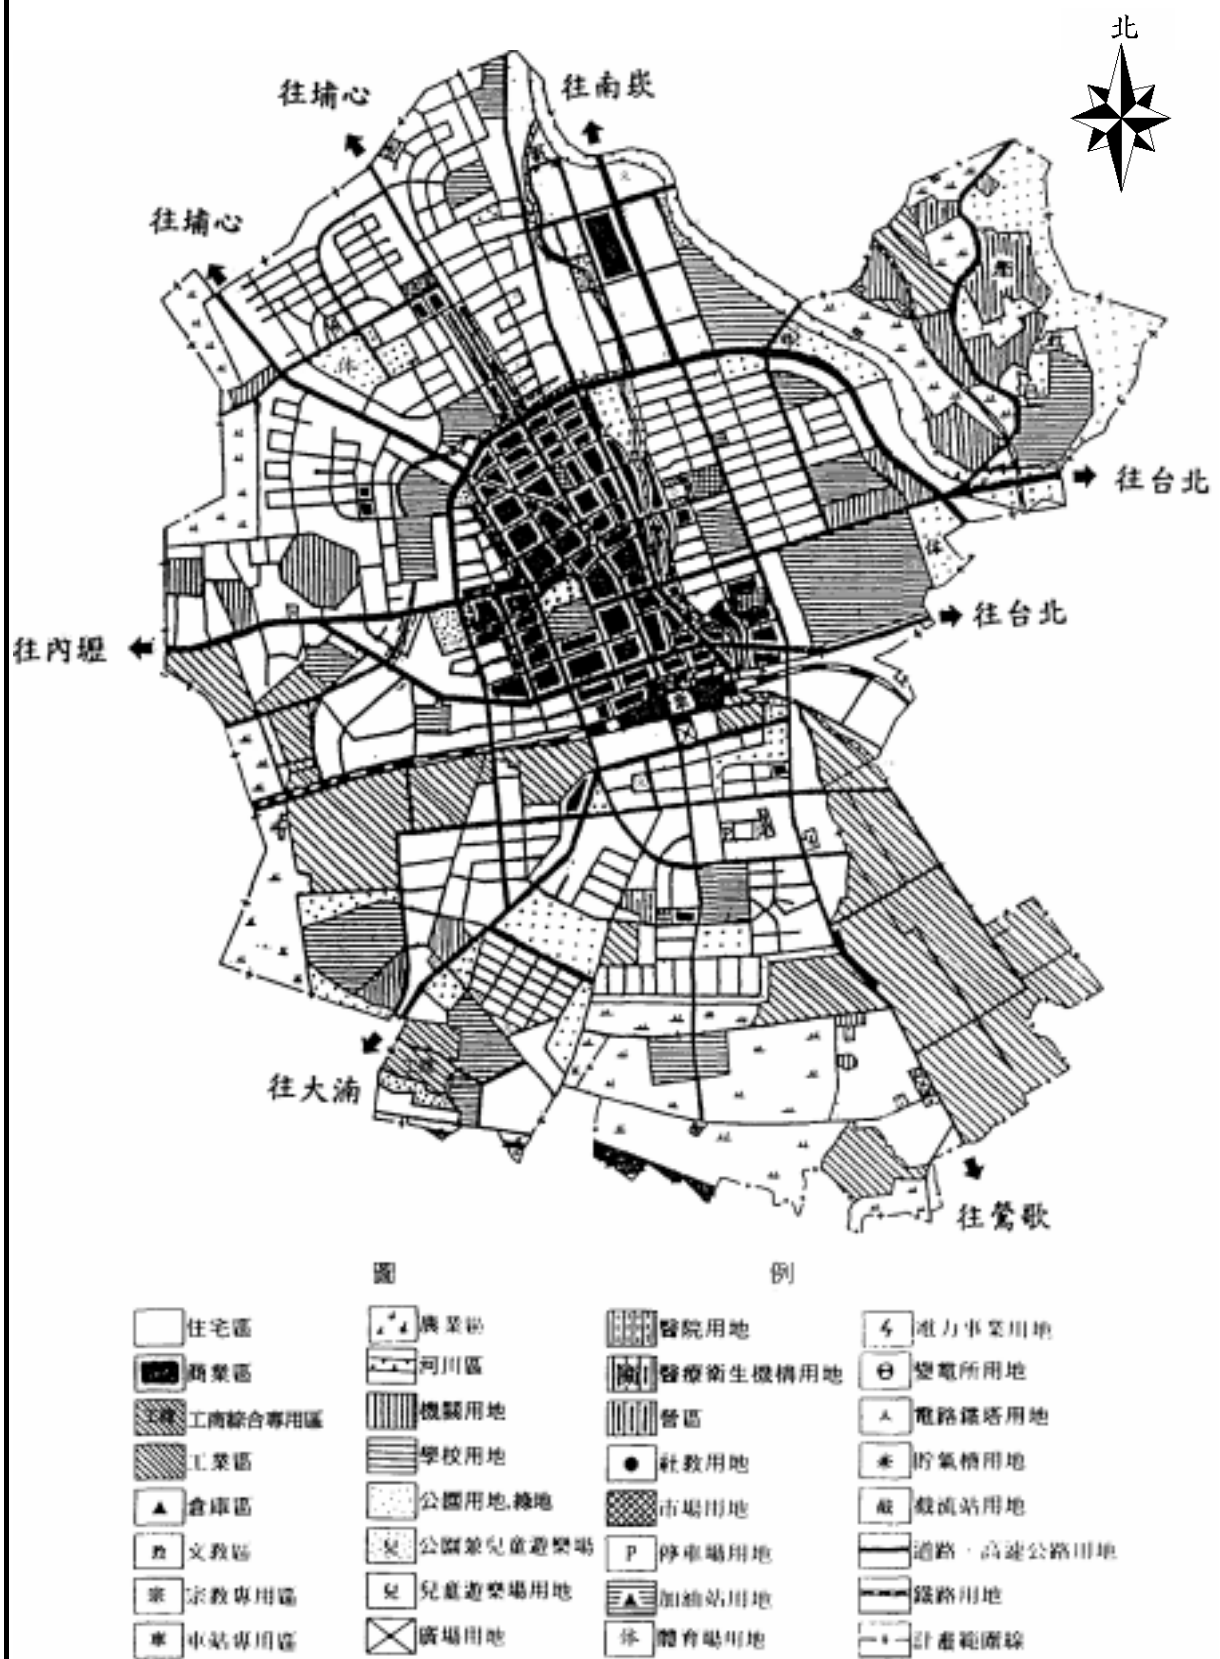 北
往埔心
往南崁
往埔心
往台北
往台北
往內壢
往大湳
往鶯歌
圖 例
住宅區
商業區
工商綜合專用區
工業區
倉庫區
文教區
宗 宗教專用區
車 車站專用區
農業區
河川區
機關用地
學校用地
公園用地.綠地
兒 公園兼兒童遊樂場
兒 兒童遊樂場用地
廣場用地
醫院用地
醫療衛生機構用地
營區
社教用地
市場用地
P 停車場用地
加油站用地
体 體育場用地
電力事業用地
變電所用地
電路鐵塔用地
貯氣槽用地
截 截流站用地
道路．高速公路用地
鐵路用地
計畫範圍線
体
体